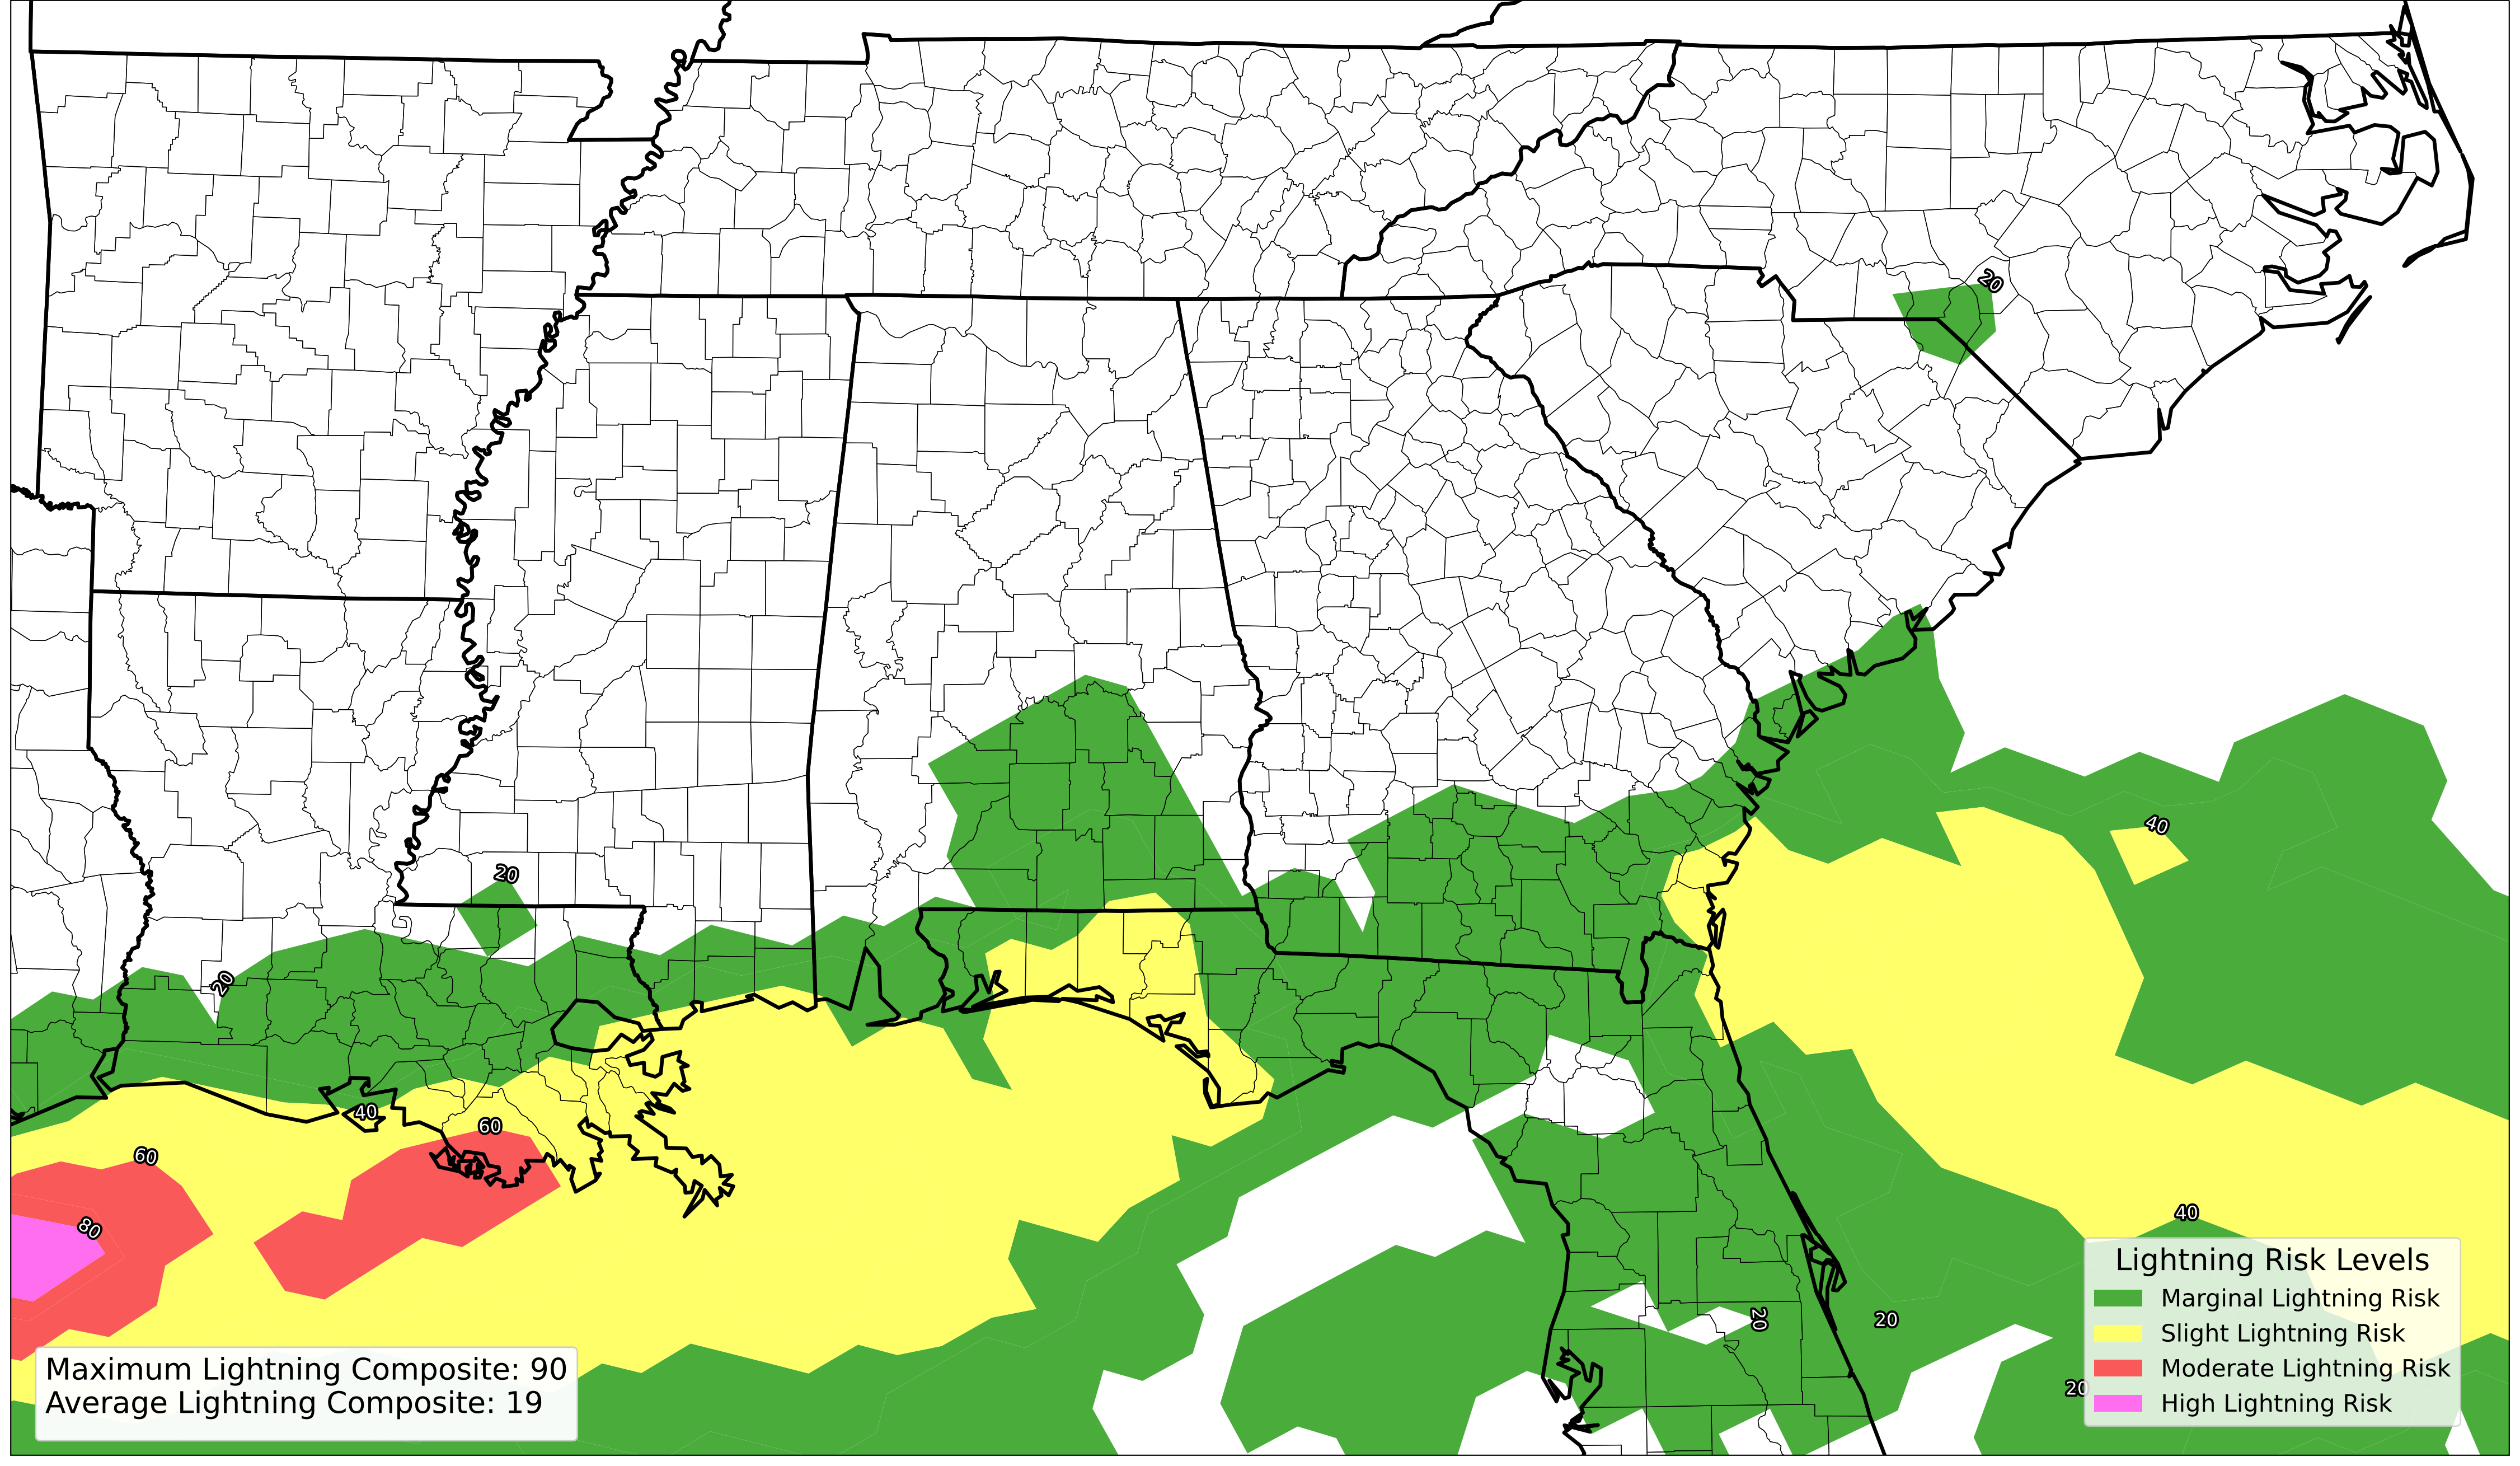 20
40
20
20
40
60
60
80
40
20
20
20
Lightning Risk Levels
Marginal Lightning Risk
Slight Lightning Risk
Moderate Lightning Risk
High Lightning Risk
Maximum Lightning Composite: 90
Average Lightning Composite: 19